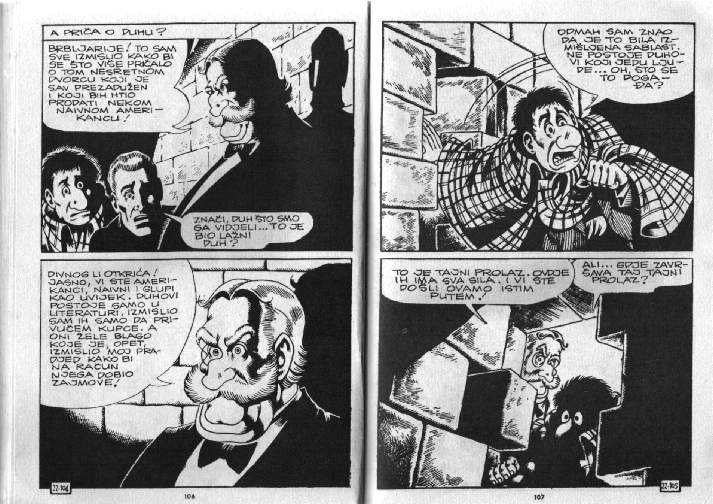 A PRIČA O DUHU?
BRBLJARIJE! TO SAM
SVE IZMISLIO KAKO BI
SE ŠTO VIŠE PRIČALO
O TOM NESRETNOM
DVORCU KOJI JE
SAV PREZADUŽEN
I KOJI BIH HTIO
PRODATI NEKOM
NAIVNOM AMERI-
KANCU!
ZNAČI, DUH ŠTO SMO
GA VIDJELI... TO JE
BIO LAŽNI
DUH?
DIVNOG LI OTKRIĆA!
JASNO, VI STE AMERI-
KANCI, NAIVNI I GLUPI
KAO UVIJEK. DUHOVI
POSTOJE SAMO U
LITERATURI. IZMISLIO
SAM IH SAMO DA PRI-
VUČEM KUPCE. A
ONI ŽELE BLAGO
KOJE JE, OPET,
IZMISLIO MOJ PRA-
DJED KAKO BI
NA RAČUN
NJEGA DOBIO
ZAJMOVE!
22-104
106
ODMAH SAM ZNAO
DA JE TO BILA IZ-
MIŠLJENA SABLAST.
NE POSTOJE DUHO-
VI KOJI JEDU LJU-
DE... OH, ŠTO SE
TO DOGA-
ĐA?
TO JE TAJNI PROLAZ. OVDJE
IH IMA SVA SILA. I VI STE
DOŠLI OVAMO ISTIM
PUTEM!
ALI... GDJE ZAVR-
ŠAVA TAJ TAJNI
PROLAZ?
22-105
107